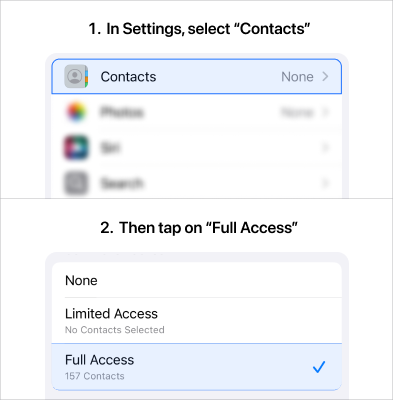 1. In Settings, select “Contacts”
Contacts None
Photos None
Siri
Search
2. Then tap on “Full Access”
None
Limited Access
No Contacts Selected
Full Access
157 Contacts